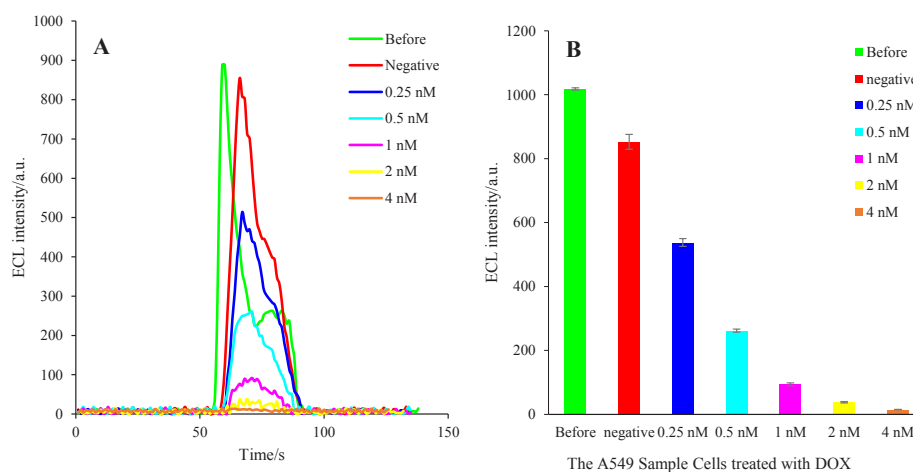 A
1000
900
800
700
600
500
400
300
200
100
0
ECL intensity/a.u.
0 50 100 150
Time/s
Before
Negative
0.25 nM
0.5 nM
1 nM
2 nM
4 nM
B
1200
1000
800
600
400
200
0
ECL intensity/a.u.
Before negative 0.25 nM 0.5 nM 1 nM 2 nM 4 nM
The A549 Sample Cells treated with DOX
Before
negative
0.25 nM
0.5 nM
1 nM
2 nM
4 nM